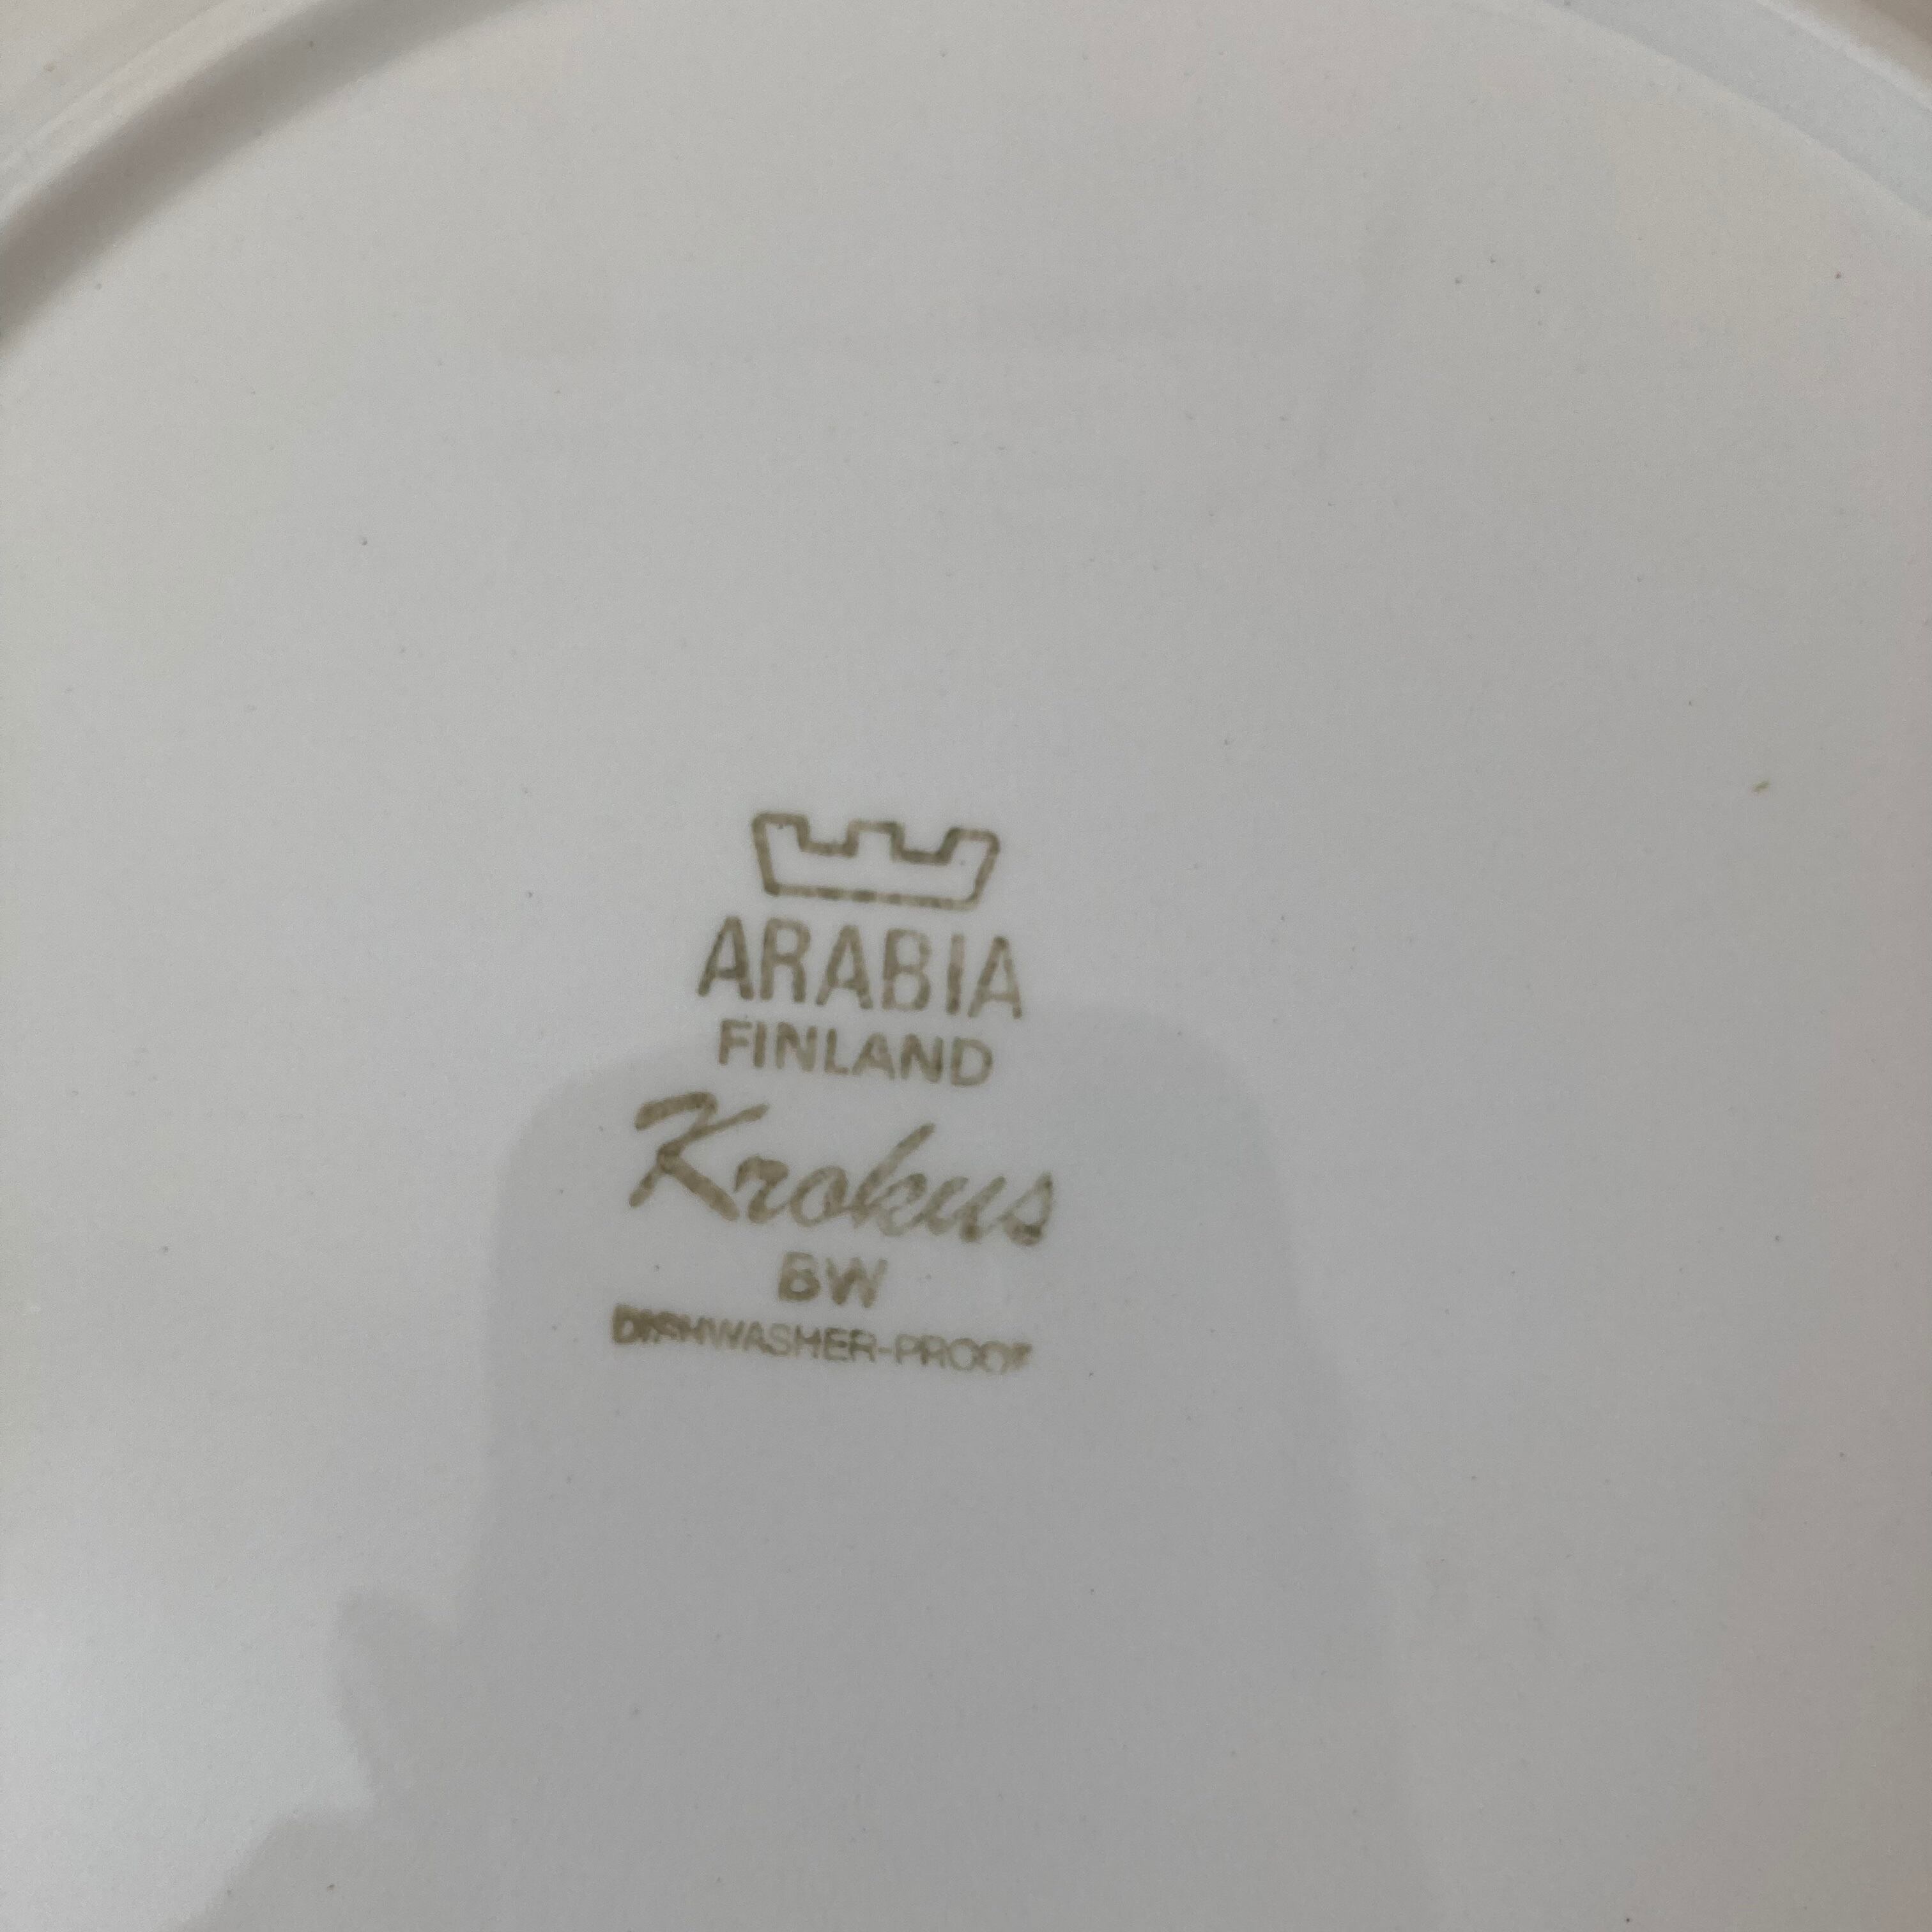 ARABIA
FINLAND
Krokus
BW
DISHWASHER-PROOF